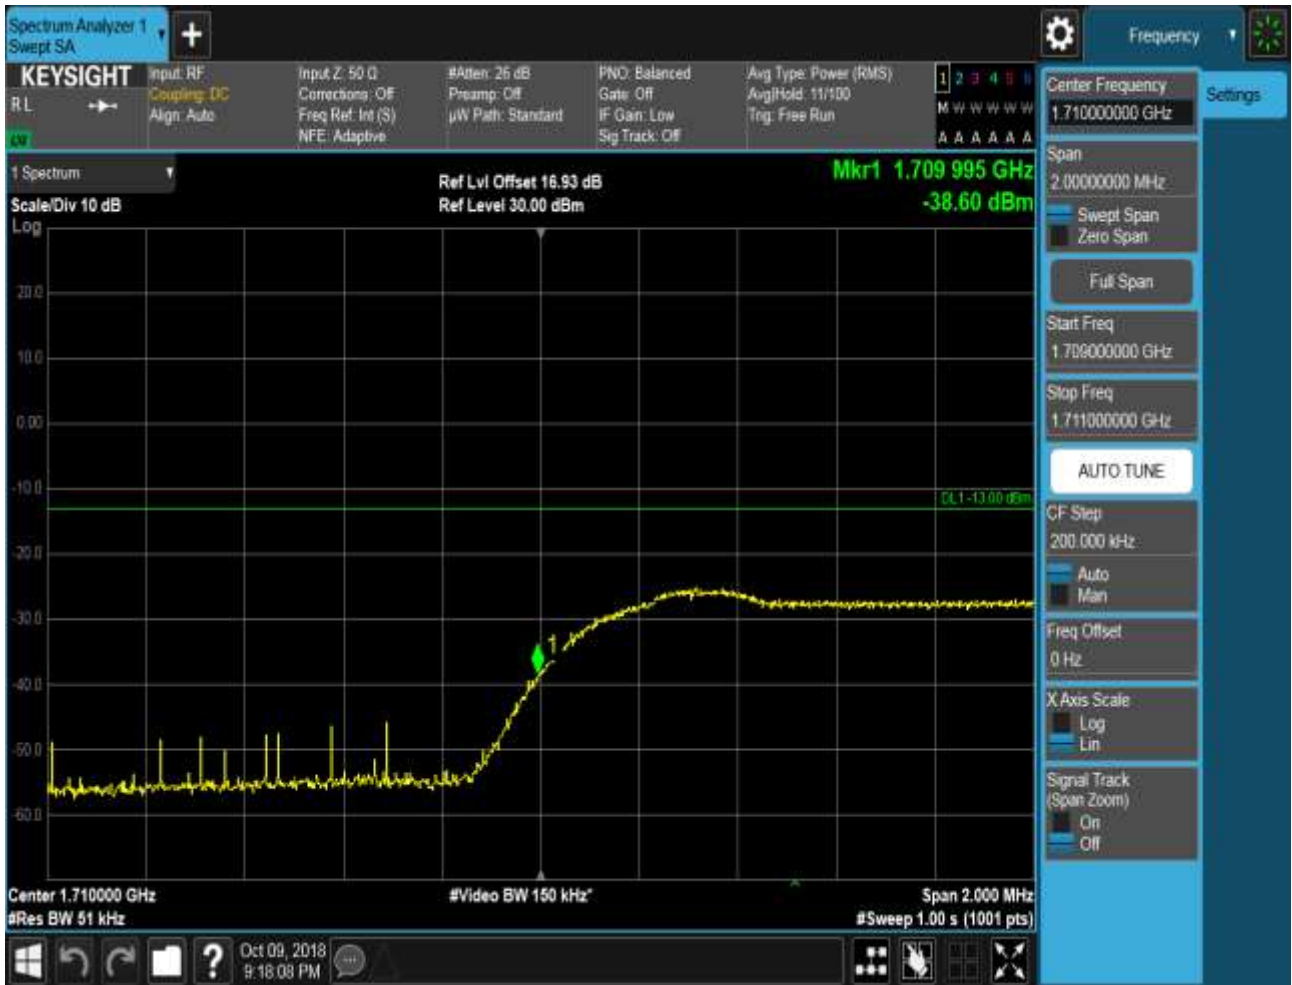 Spectrum Analyzer 1
Swept SA
+
Frequency
KEYSIGHT
RL
Input: RF
Coupling: DC
Align: Auto
Input Z: 50 Ω
Corrections: Off
Freq Ref: Int (S)
NFE: Adaptive
#Atten: 26 dB
Preamp: Off
µW Path: Standard
PNO: Balanced
Gate: Off
IF Gain: Low
Sig Track: Off
Avg Type: Power (RMS)
Avg|Hold: 11/100
Trig: Free Run
1 2 3 4 5 6
M W W W W W
A A A A A A
1 Spectrum
Scale/Div 10 dB
Log
Ref Lvl Offset 16.93 dB
Ref Level 30.00 dBm
Mkr1 1.709 995 GHz
-38.60 dBm
20.0
10.0
0.00
-10.0
-20.0
-30.0
-40.0
-50.0
-60.0
DL1 -13.00 dBm
1
Center 1.710000 GHz
#Res BW 51 kHz
#Video BW 150 kHz*
Span 2.000 MHz
#Sweep 1.00 s (1001 pts)
Center Frequency
1.710000000 GHz
Settings
Span
2.00000000 MHz
Swept Span
Zero Span
Full Span
Start Freq
1.709000000 GHz
Stop Freq
1.711000000 GHz
AUTO TUNE
CF Step
200.000 kHz
Auto
Man
Freq Offset
0 Hz
X Axis Scale
Log
Lin
Signal Track
(Span Zoom)
On
Off
?
Oct 09, 2018
9:18:08 PM